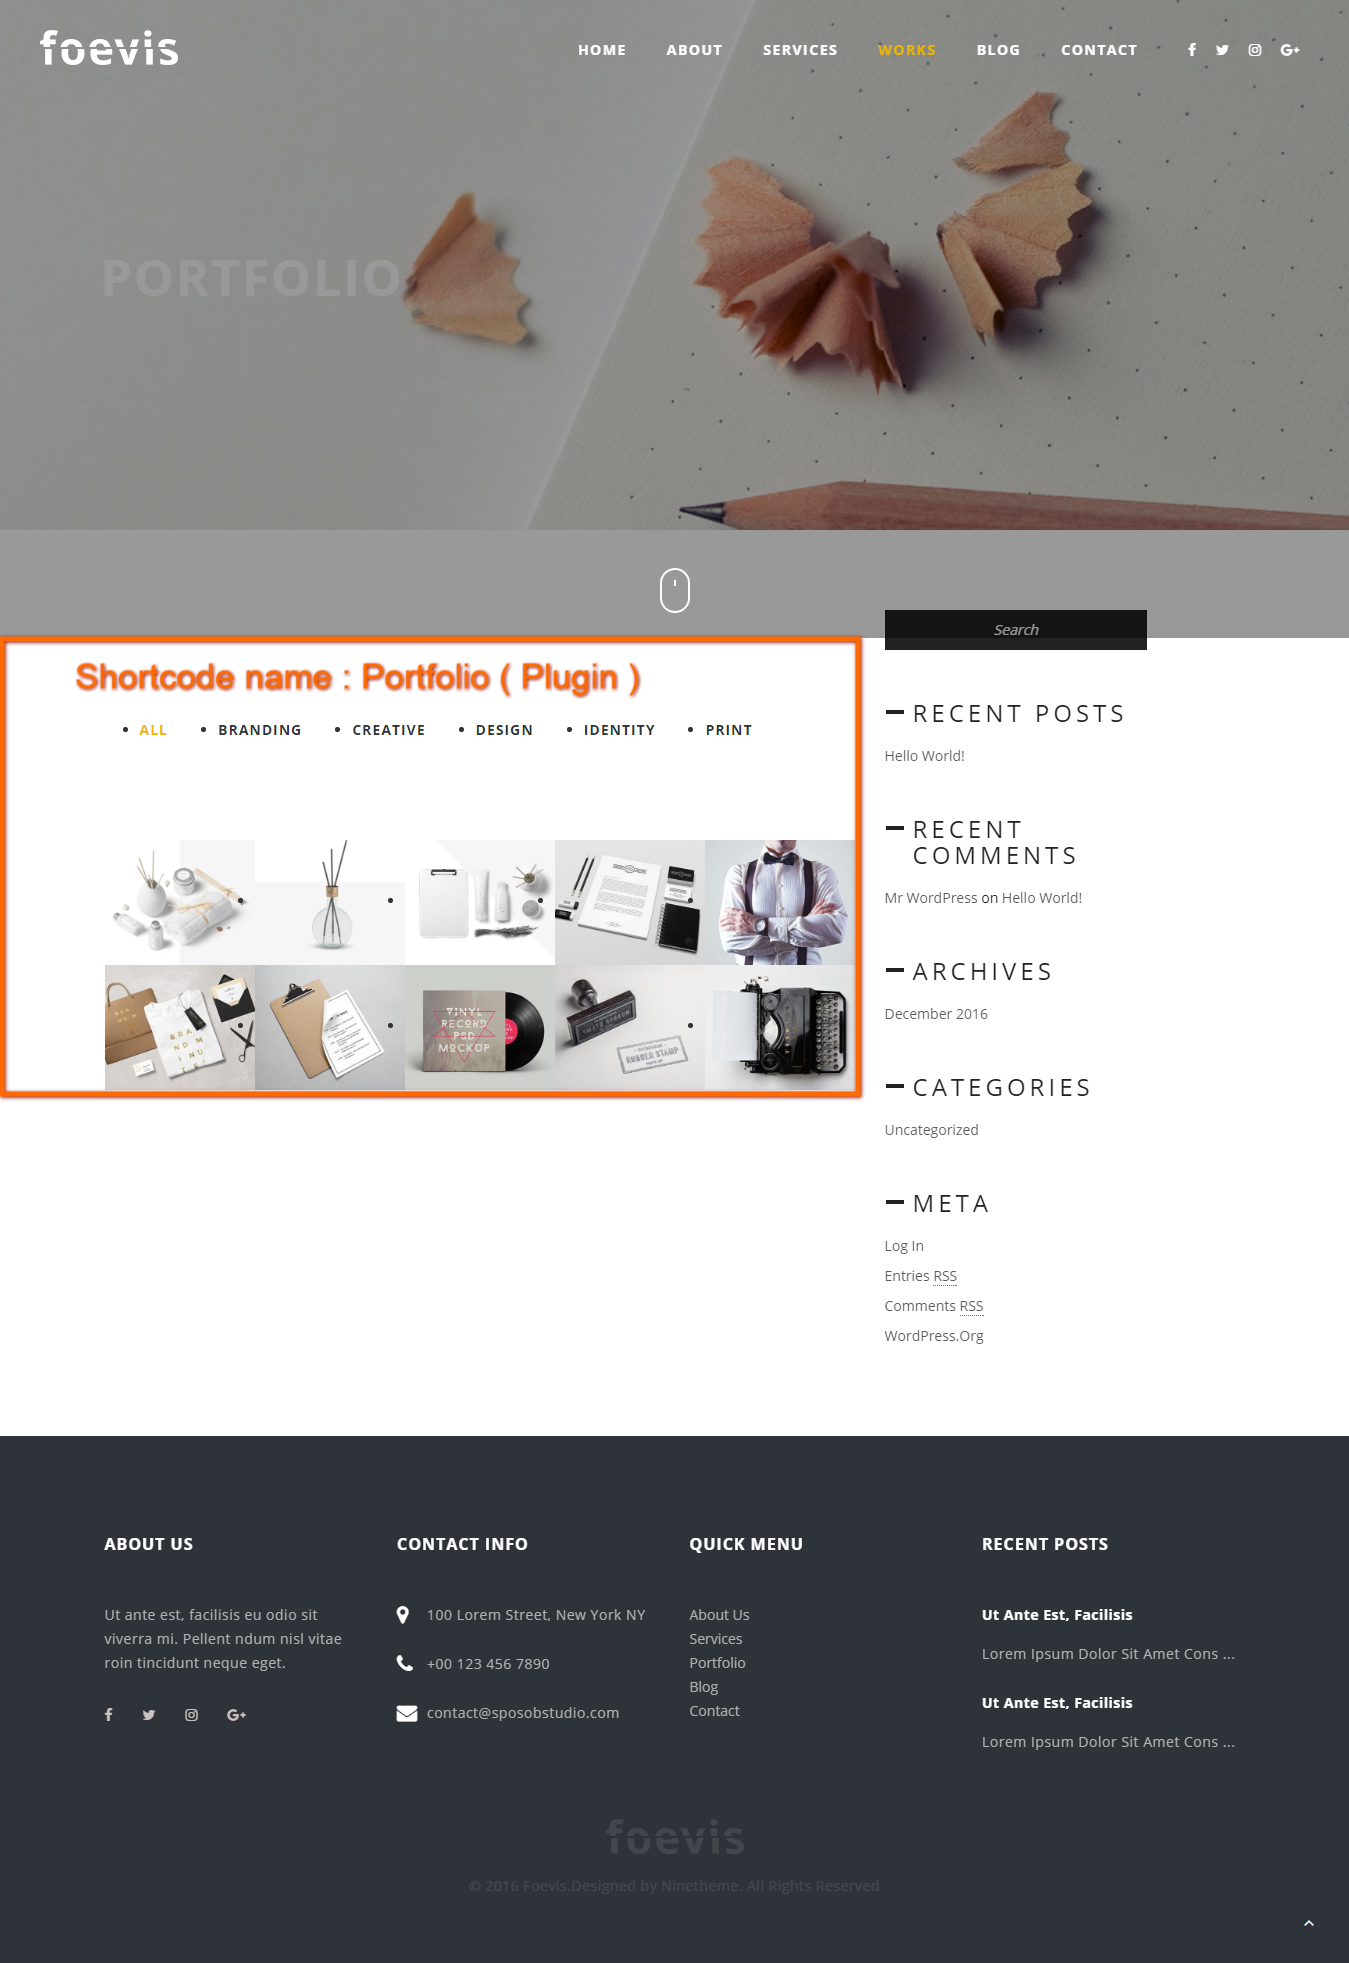 foevis
HOME ABOUT SERVICES WORKS BLOG CONTACT
PORTFOLIO
Search
Shortcode name : Portfolio ( Plugin )
• ALL • BRANDING • CREATIVE • DESIGN • IDENTITY • PRINT
VINYL
RECORD
PSD
MOCKUP
RUBBER STAMP
RECENT POSTS
Hello World!
RECENT
COMMENTS
Mr WordPress on Hello World!
ARCHIVES
December 2016
CATEGORIES
Uncategorized
META
Log In
Entries RSS
Comments RSS
WordPress.Org
ABOUT US
Ut ante est, facilisis eu odio sit
viverra mi. Pellent ndum nisl vitae
roin tincidunt neque eget.
CONTACT INFO
100 Lorem Street, New York NY
+00 123 456 7890
contact@sposobstudio.com
QUICK MENU
About Us
Services
Portfolio
Blog
Contact
RECENT POSTS
Ut Ante Est, Facilisis
Lorem Ipsum Dolor Sit Amet Cons ...
Ut Ante Est, Facilisis
Lorem Ipsum Dolor Sit Amet Cons ...
foevis
© 2016 Foevis.Designed by Ninetheme. All Rights Reserved